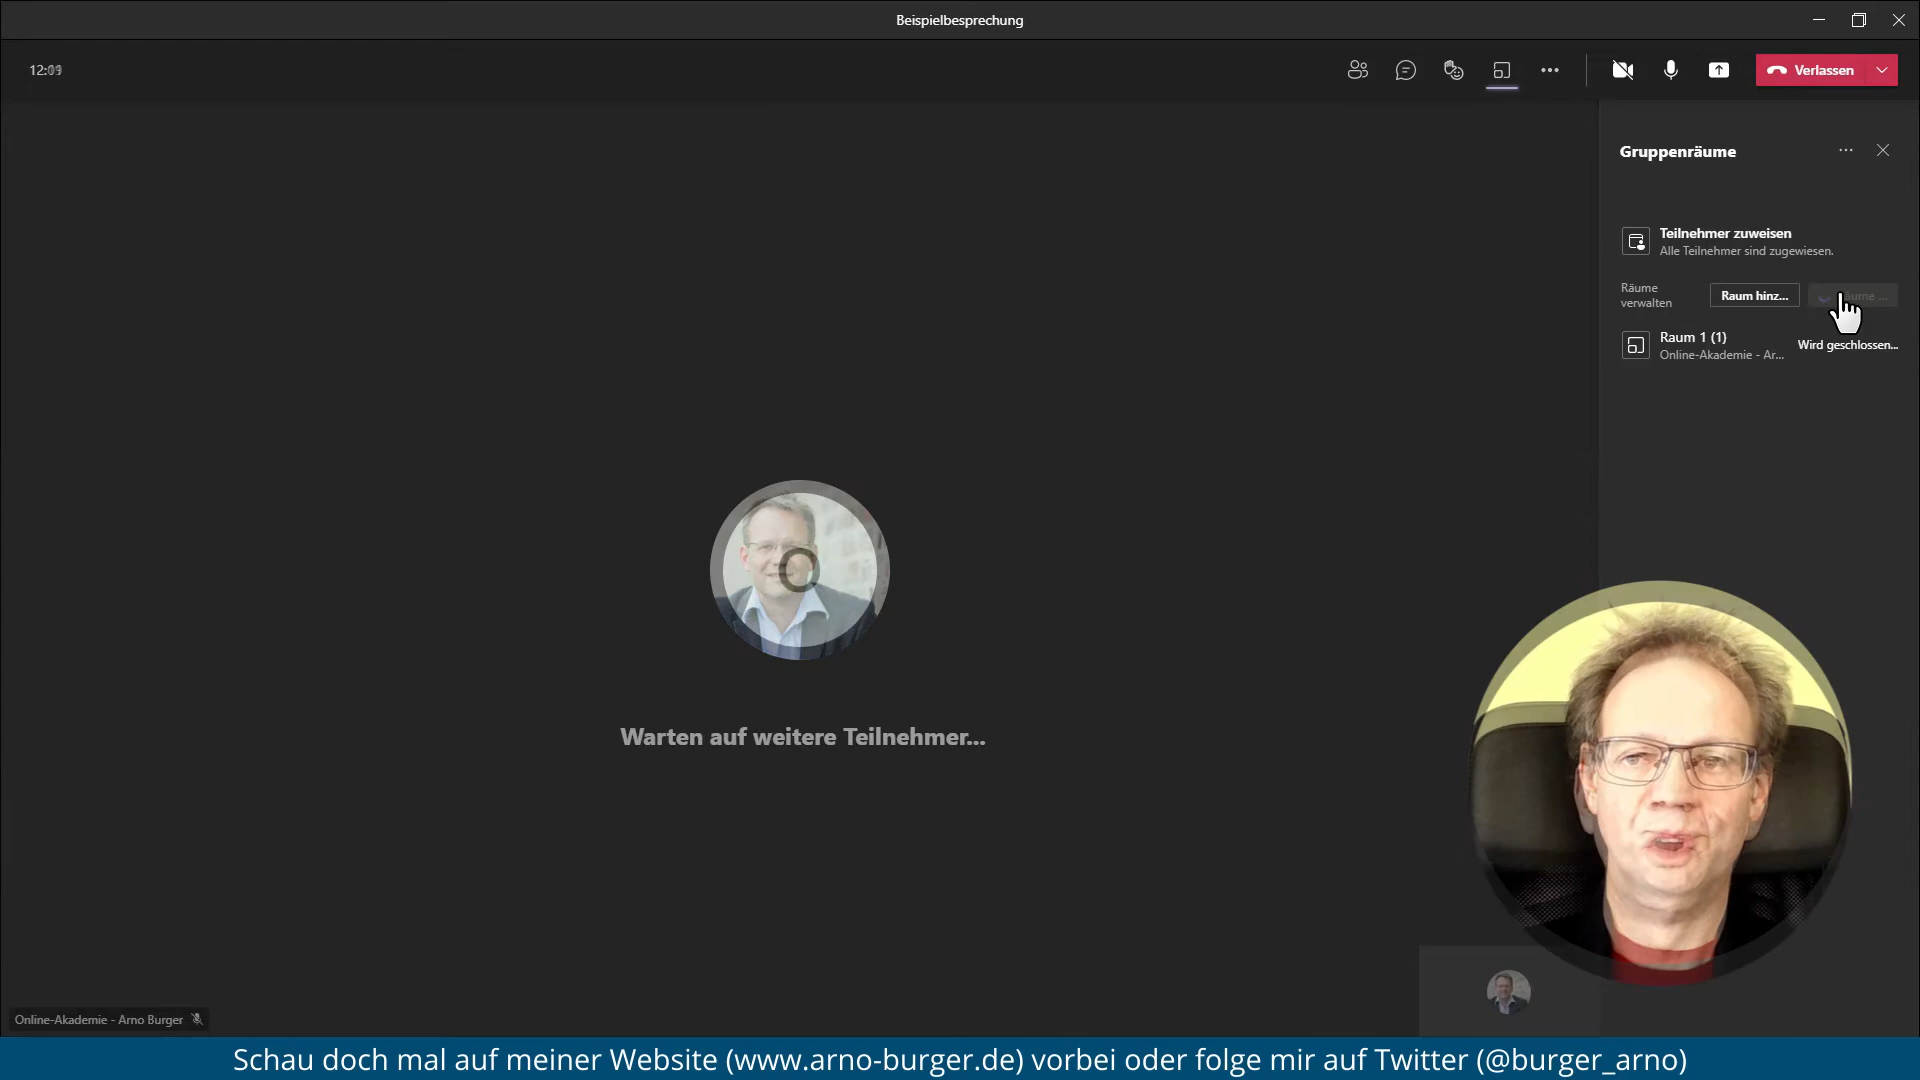 Beispielbesprechung
Verlassen
Gruppenräume
Teilnehmer zuweisen
Alle Teilnehmer sind zugewiesen.
Räume
verwalten
Raum hinz...
Raum 1 (1)
Online-Akademie - Ar...
Wird geschlossen...
O
Warten auf weitere Teilnehmer...
Online-Akademie - Arno Burger
Schau doch mal auf meiner Website (www.arno-burger.de) vorbei oder folge mir auf Twitter (@burger_arno)